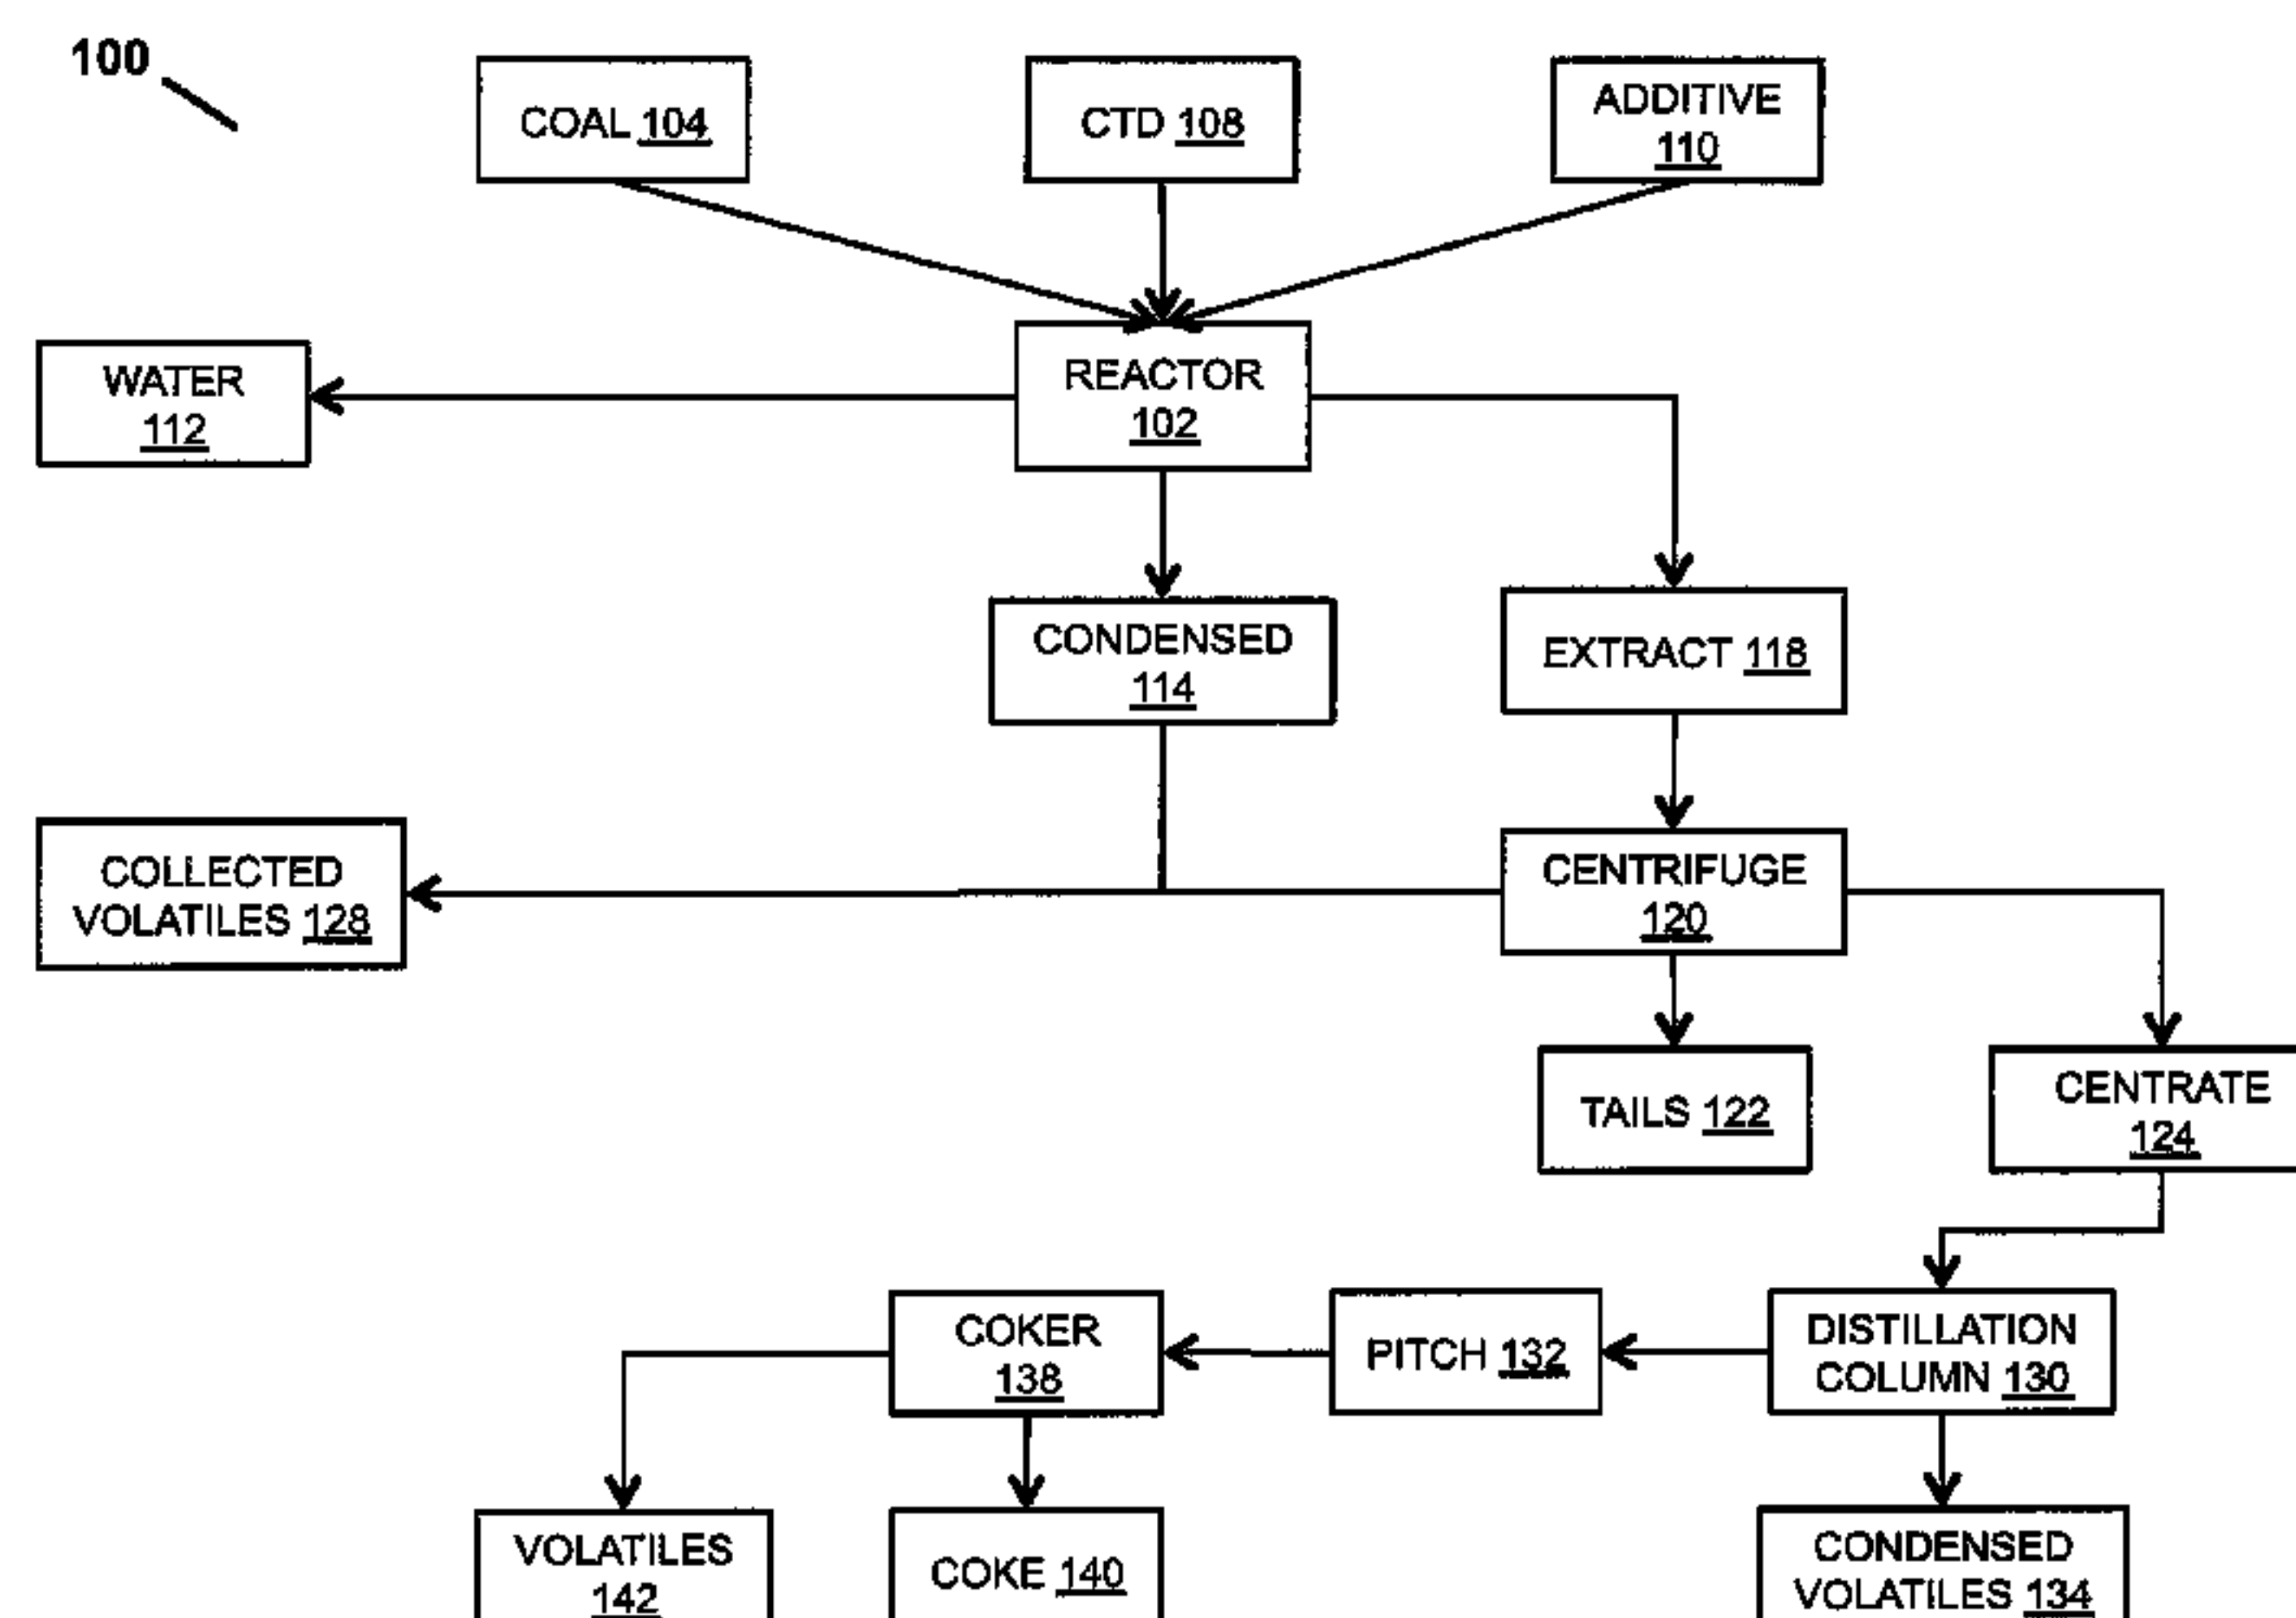 100
COAL 104
CTD 108
ADDITIVE
110
WATER
112
REACTOR
102
CONDENSED
114
EXTRACT 118
COLLECTED
VOLATILES 128
CENTRIFUGE
120
TAILS 122
CENTRATE
124
COKER
138
PITCH 132
DISTILLATION
COLUMN 130
VOLATILES
142
COKE 140
CONDENSED
VOLATILES 134